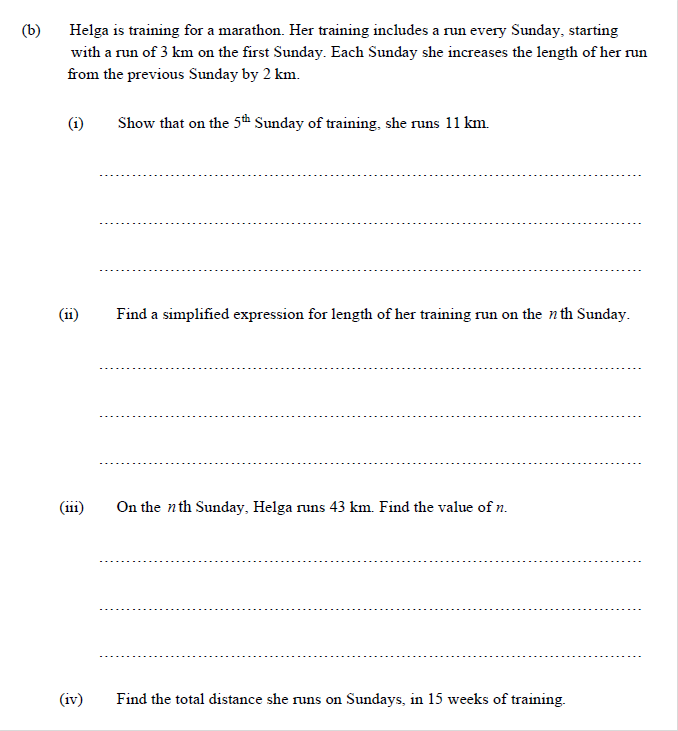 (b) Helga is training for a marathon. Her training includes a run every Sunday, starting
with a run of 3 km on the first Sunday. Each Sunday she increases the length of her run
from the previous Sunday by 2 km.
(i) Show that on the 5th Sunday of training, she runs 11 km.
(ii) Find a simplified expression for length of her training run on the n th Sunday.
(iii) On the n th Sunday, Helga runs 43 km. Find the value of n.
(iv) Find the total distance she runs on Sundays, in 15 weeks of training.